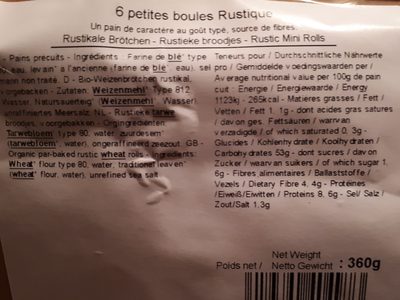 6 petites boules Rustique
Un pain de caractère au goût typé, source de fibres.
Rustikale Brötchen - Rustieke broodjes - Rustic Mini Rolls
- Pains précuits - Ingrédients : Farine de blé* type
eau, levain* à l'ancienne (farine de blé*, eau), sel
marin non traité. D - Bio-Weizenbrötchen rustikal,
vorgebacken - Zutaten: Weizenmehl* Type 812,
Wasser, Natursauerteig* (Weizenmehl*, Wasser),
unraffiniertes Meersalz. NL - Rustieke tarwe
broodjes, voorgebakken - Ingrediënten:
Tarwebloem* type 80, water, zuurdesem*
(tarwebloem*, water), ongeraffineerd zeezout. GB -
Organic par-baked rustic wheat rolls - Ingredients:
Wheat* flour type 80, water, traditional leaven*
(wheat* flour, water), unrefined sea salt
Teneurs pour / Durchschnittliche Nährwerte
pro / Gemiddelde voedingswaarden per /
Average nutritional value per 100g de pain
cuit : Energie / Energiewaarde / Energy
1123kj - 265kcal - Matières grasses / Fett /
Vetten / Fett 1. 1g - dont acides gras saturés
/ davon ges. Fettsäuren / waarvan
verzadigde / of which saturated 0, 3g -
Glucides / Kohlenhydrate / Koolhydraten /
Carbohydrates 53g - dont sucres / davon
Zucker / waarvan suikers / of which sugar 1,
6g - Fibres alimentaires / Ballaststoffe /
Vezels / Dietary Fibre 4, 4g - Protéines
/Eiweiß/Eiwitten / Proteins 8, 6g - Sel/ Salz /
Zout/Salt 1.3g
Net Weight
Poids net / Netto Gewicht : 360g